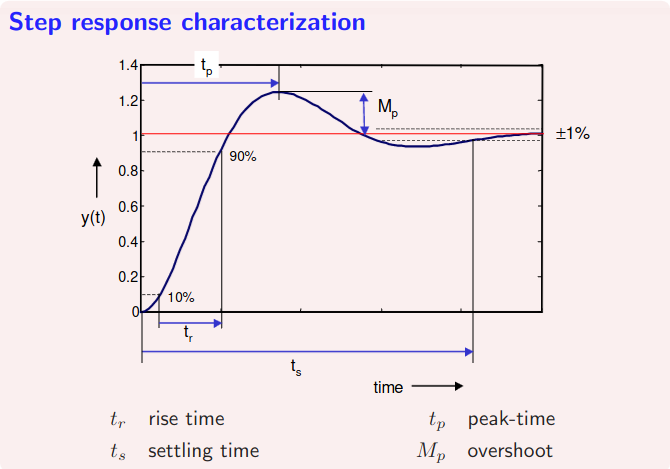 Step response characterization
1.4
t_p
1.2
M_p
1
±1%
90%
0.8
0.6
y(t)
0.4
0.2
10%
0
t_r
t_s
time
t_r rise time
t_p peak-time
t_s settling time
M_p overshoot